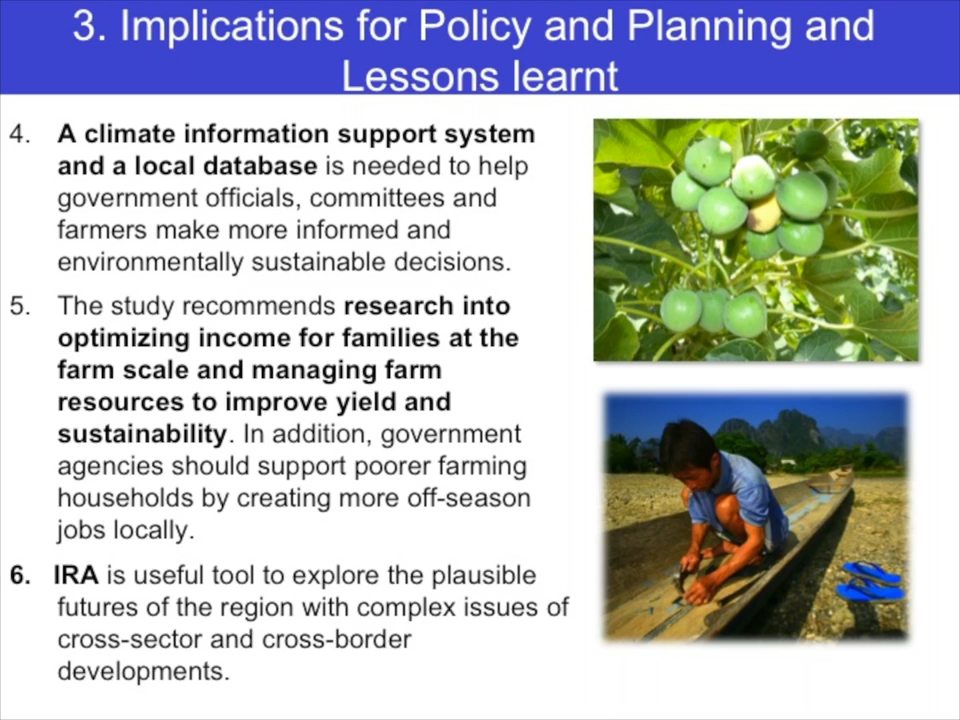 3. Implications for Policy and Planning and
Lessons learnt
4. A climate information support system
and a local database is needed to help
government officials, committees and
farmers make more informed and
environmentally sustainable decisions.
5. The study recommends research into
optimizing income for families at the
farm scale and managing farm
resources to improve yield and
sustainability. In addition, government
agencies should support poorer farming
households by creating more off-season
jobs locally.
6. IRA is useful tool to explore the plausible
futures of the region with complex issues of
cross-sector and cross-border
developments.